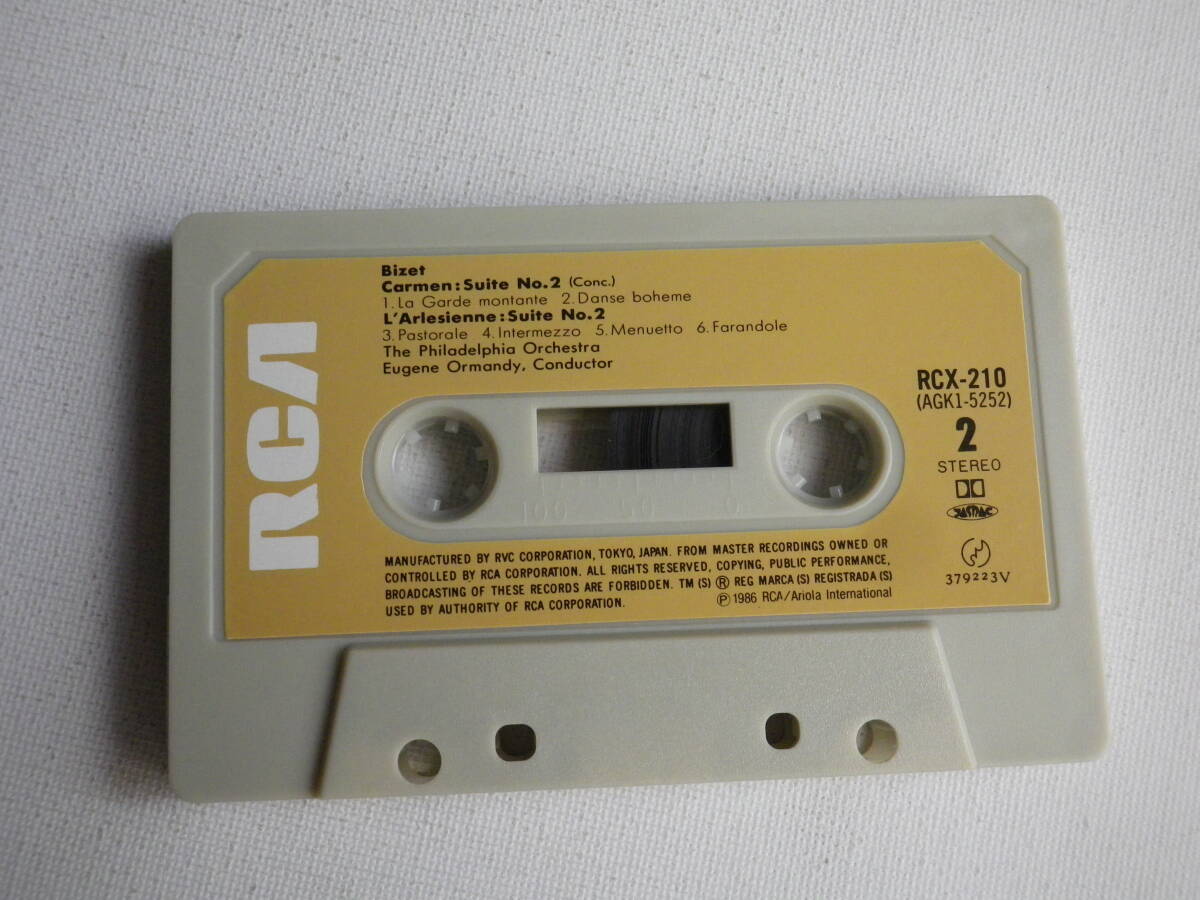 RCA
Bizet
Carmen: Suite No.2 (Conc.)
1. La Garde montante 2. Danse boheme
L'Arlesienne: Suite No.2
3. Pastorale 4. Intermezzo 5. Menuetto 6. Farandole
The Philadelphia Orchestra
Eugene Ormandy, Conductor
RCX-210
(AGK1-5252)
2
STEREO
JASRAC
379223V
100 50 0
MANUFACTURED BY RVC CORPORATION, TOKYO, JAPAN. FROM MASTER RECORDINGS OWNED OR
CONTROLLED BY RCA CORPORATION. ALL RIGHTS RESERVED, COPYING, PUBLIC PERFORMANCE,
BROADCASTING OF THESE RECORDS ARE FORBIDDEN. TM (S) ® REG MARCA (S) REGISTRADA (S)
USED BY AUTHORITY OF RCA CORPORATION. ℗ 1986 RCA/Ariola International